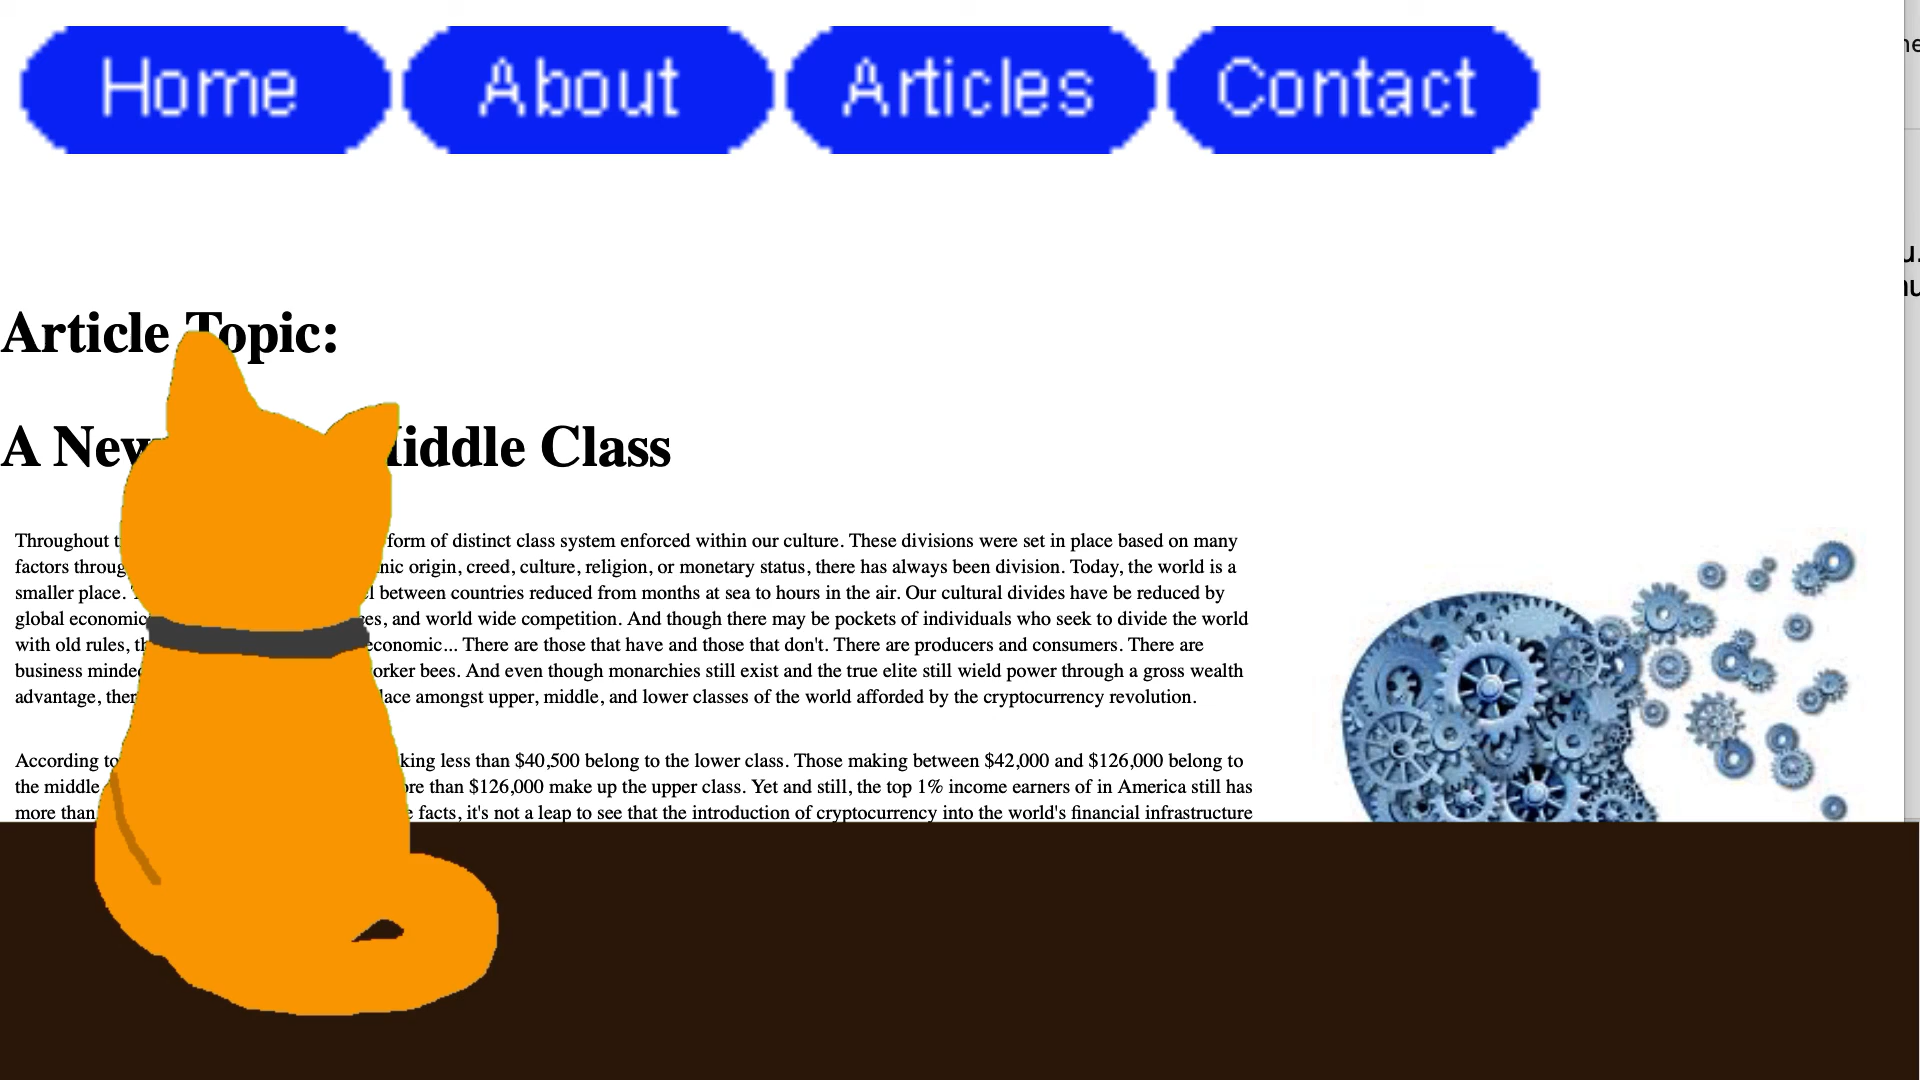 Home About Articles Contact
Article Topic:
A New Middle Class
Throughout form of distinct class system enforced within our culture. These divisions were set in place based on many
factors origin, creed, culture, religion, or monetary status, there has always been division. Today, the world is a
smaller place. between countries reduced from months at sea to hours in the air. Our cultural divides have be reduced by
global and world wide competition. And though there may be pockets of individuals who seek to divide the world
with old rules, economic... There are those that have and those that don't. There are producers and consumers. There are
business bees. And even though monarchies still exist and the true elite still wield power through a gross wealth
advantage, amongst upper, middle, and lower classes of the world afforded by the cryptocurrency revolution.
According to less than $40,500 belong to the lower class. Those making between $42,000 and $126,000 belong to
the middle than $126,000 make up the upper class. Yet and still, the top 1% income earners of in America still has
more than facts, it's not a leap to see that the introduction of cryptocurrency into the world's financial infrastructure